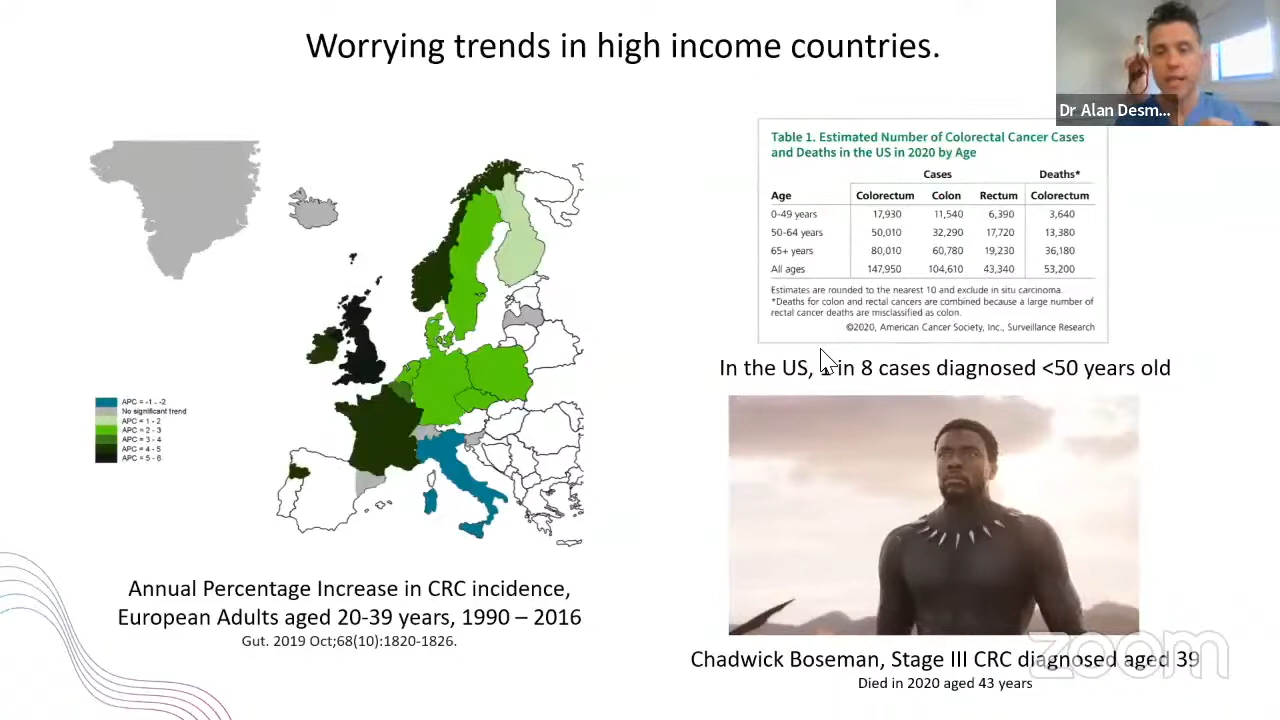 Worrying trends in high income countries.
Dr Alan Desm...
Table 1. Estimated Number of Colorectal Cancer Cases
and Deaths in the US in 2020 by Age
Cases Deaths*
Age Colorectum Colon Rectum Colorectum
0-49 years 17,930 11,540 6,390 3,640
50-64 years 50,010 32,290 17,720 13,380
65+ years 80,010 60,780 19,230 36,180
All ages 147,950 104,610 43,340 53,200
Estimates are rounded to the nearest 10 and exclude in situ carcinoma.
*Deaths for colon and rectal cancers are combined because a large number of
rectal cancer deaths are misclassified as colon.
©2020, American Cancer Society, Inc., Surveillance Research
In the US, in 8 cases diagnosed <50 years old
APC = -1 - -2
No significant trend
APC = 1 - 2
APC = 2 - 3
APC = 3 - 4
APC = 4 - 5
APC = 5 - 6
Annual Percentage Increase in CRC incidence,
European Adults aged 20-39 years, 1990 – 2016
Gut. 2019 Oct;68(10):1820-1826.
Chadwick Boseman, Stage III CRC diagnosed aged 39
Died in 2020 aged 43 years
zoom